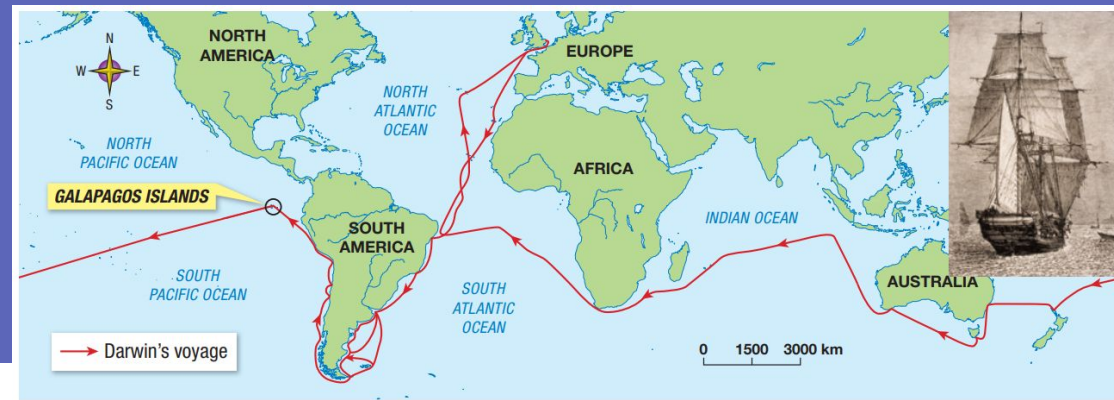 NORTH
AMERICA
N
W E
S
EUROPE
NORTH
ATLANTIC
OCEAN
NORTH
PACIFIC OCEAN
AFRICA
GALAPAGOS ISLANDS
INDIAN OCEAN
SOUTH
AMERICA
SOUTH
PACIFIC OCEAN
SOUTH
ATLANTIC
OCEAN
AUSTRALIA
Darwin's voyage
0 1500 3000 km